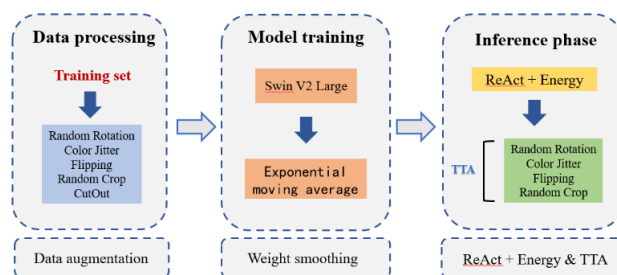 Data processing
Training set
Random Rotation
Color Jitter
Flipping
Random Crop
CutOut
Data augmentation
Model training
Swin V2 Large
Exponential
moving average
Weight smoothing
Inference phase
ReAct + Energy
TTA
Random Rotation
Color Jitter
Flipping
Random Crop
ReAct + Energy & TTA